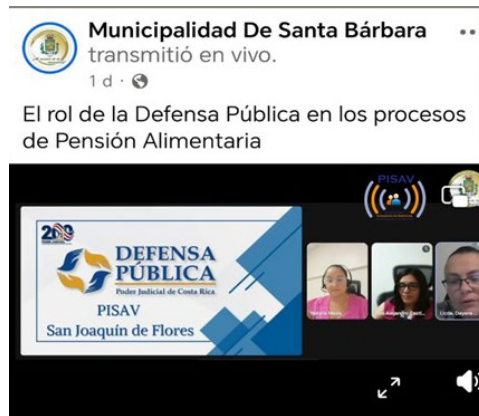 Municipalidad De Santa Bárbara
transmitió en vivo.
1 d
El rol de la Defensa Pública en los procesos
de Pensión Alimentaria
PISAV
DEFENSA
PÚBLICA
Poder Judicial de Costa Rica
PISAV
San Joaquín de Flores